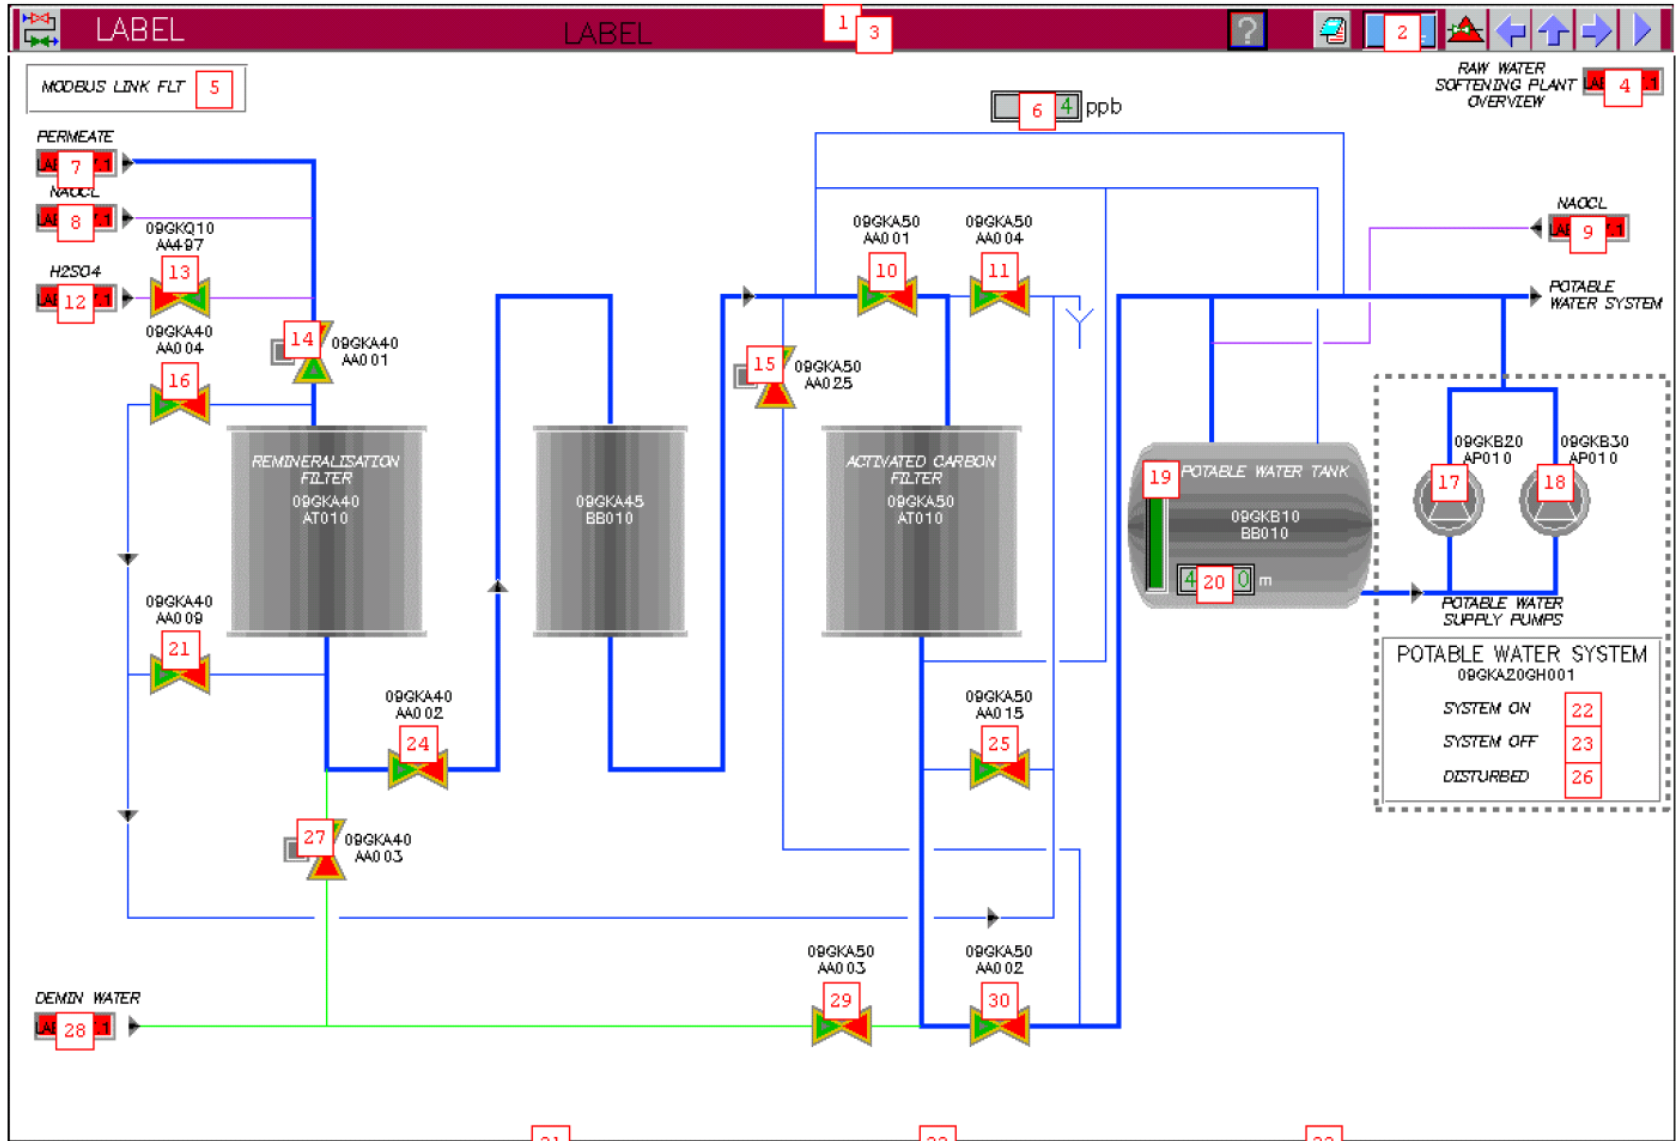 LABEL
LABEL
1
3
?
2
MODBUS LINK FLT
5
RAW WATER
SOFTENING PLANT
OVERVIEW
4
6
4
ppb
PERMEATE
7
NAOCL
8
09GKQ10
AA497
13
H2SO4
12
09GKA40
AA004
16
14
09GKA40
AA001
09GKA50
AA001
10
09GKA50
AA004
11
NAOCL
9
POTABLE
WATER SYSTEM
15
09GKA50
AA025
REMINERALISATION
FILTER
09GKA40
AT010
09GKA45
BB010
ACTIVATED CARBON
FILTER
09GKA50
AT010
19
POTABLE WATER TANK
09GKB10
BB010
4
20
0
m
09GKB20
AP010
17
09GKB30
AP010
18
POTABLE WATER
SUPPLY PUMPS
09GKA40
AA009
21
09GKA40
AA002
24
09GKA50
AA015
25
POTABLE WATER SYSTEM
09GKA20GH001
SYSTEM ON
22
SYSTEM OFF
23
DISTURBED
26
27
09GKA40
AA003
DEMIN WATER
28
09GKA50
AA003
29
09GKA50
AA002
30